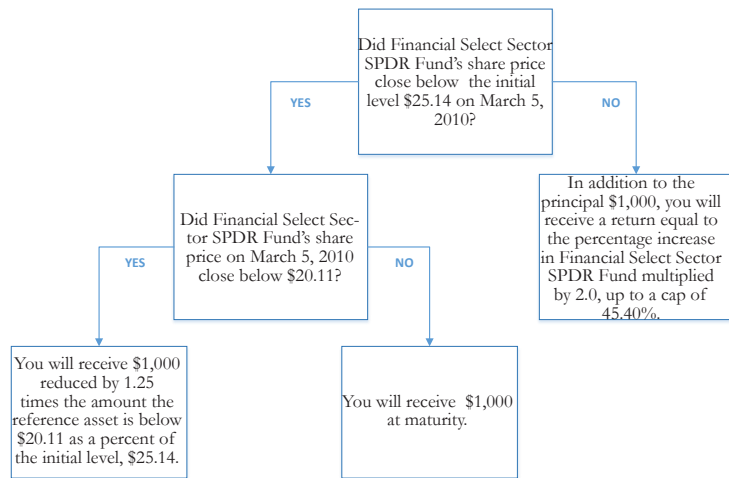 Did Financial Select Sector
SPDR Fund's share price
close below the initial
level $25.14 on March 5,
2010?
YES
NO
Did Financial Select Sec-
tor SPDR Fund's share
price on March 5, 2010
close below $20.11?
In addition to the
principal $1,000, you will
receive a return equal to
the percentage increase
in Financial Select Sector
SPDR Fund multiplied
by 2.0, up to a cap of
45.40%.
YES
NO
You will receive $1,000
reduced by 1.25
times the amount the
reference asset is below
$20.11 as a percent of
the initial level, $25.14.
You will receive $1,000
at maturity.